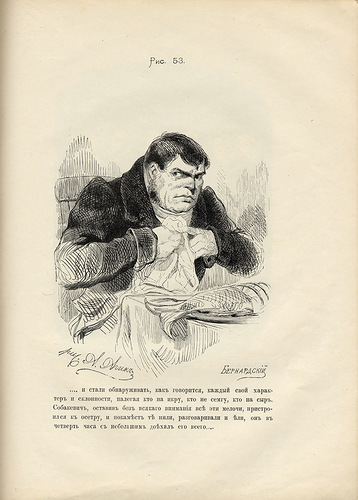 Рис. 53.
Бернардскiй
..., и стали обнаруживать, какъ говорится, каждый свой харак-
теръ и склонности, налегая кто на икру, кто на семгу, кто на сыръ.
Собакевичъ, оставивъ безъ всякаго вниманія всѣ эти мелочи, пристро-
ился къ осетру, и покамѣстъ тѣ пили, разговаривали и ѣли, онъ въ
четверть часа съ небольшимъ доѣхалъ его всего...,